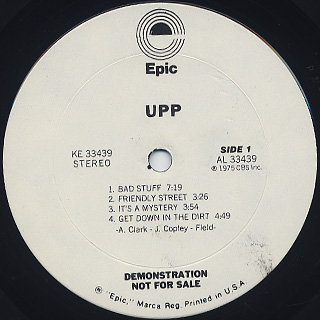 Epic
UPP
KE 33439
STEREO
SIDE 1
AL 33439
℗ 1975 CBS Inc.
1. BAD STUFF 7:19
2. FRIENDLY STREET 3:26
3. IT'S A MYSTERY 3:54
4. GET DOWN IN THE DIRT 4:49
-A. Clark - J. Copley - Field-
DEMONSTRATION
NOT FOR SALE
® "Epic," Marca Reg. Printed in U.S.A.